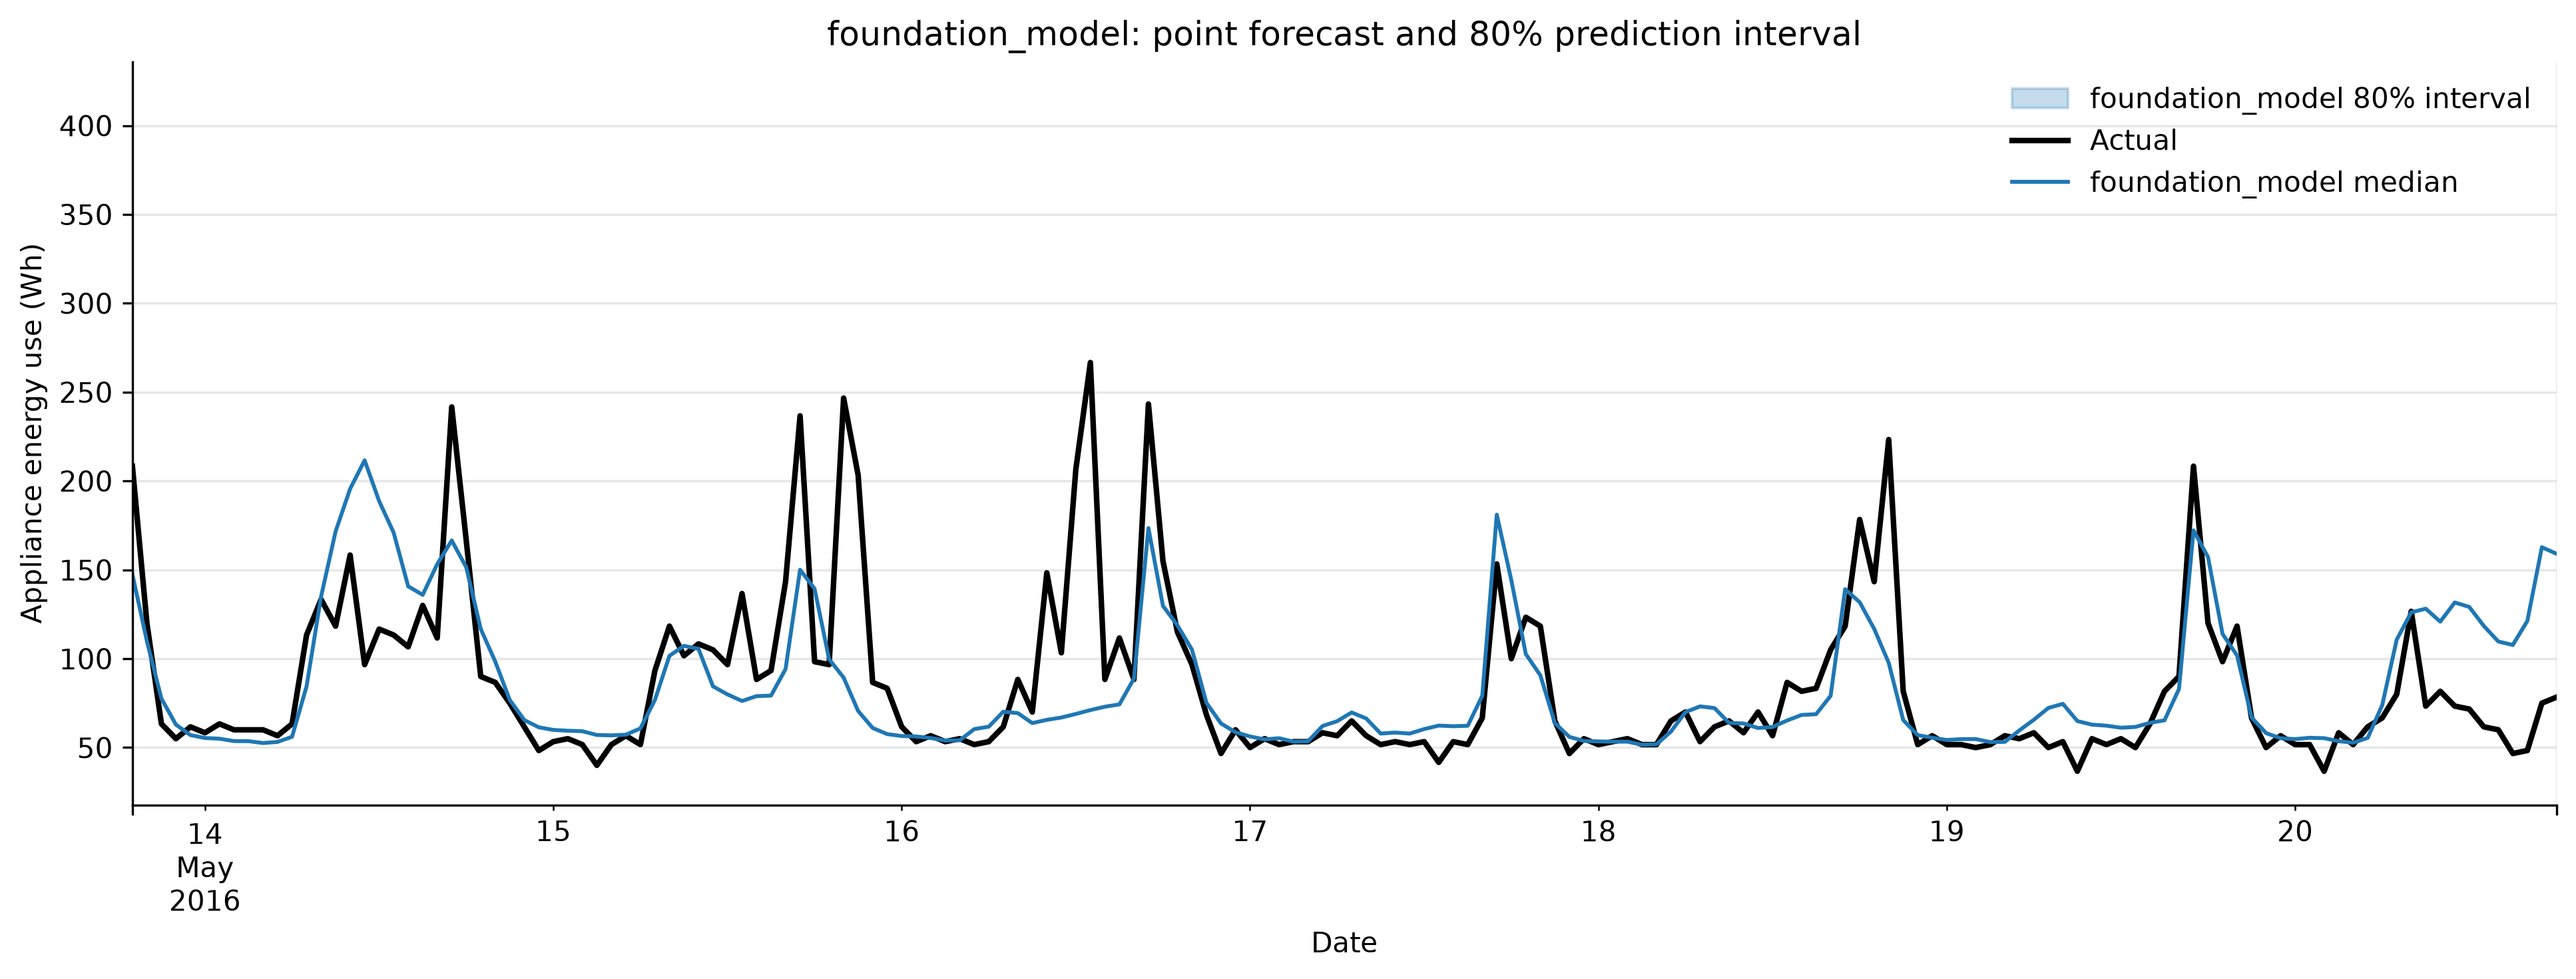 foundation_model: point forecast and 80% prediction interval
foundation_model 80% interval
Actual
foundation_model median
Appliance energy use (Wh)
400
350
300
250
200
150
100
50
14
May
2016
15
16
17
18
19
20
Date